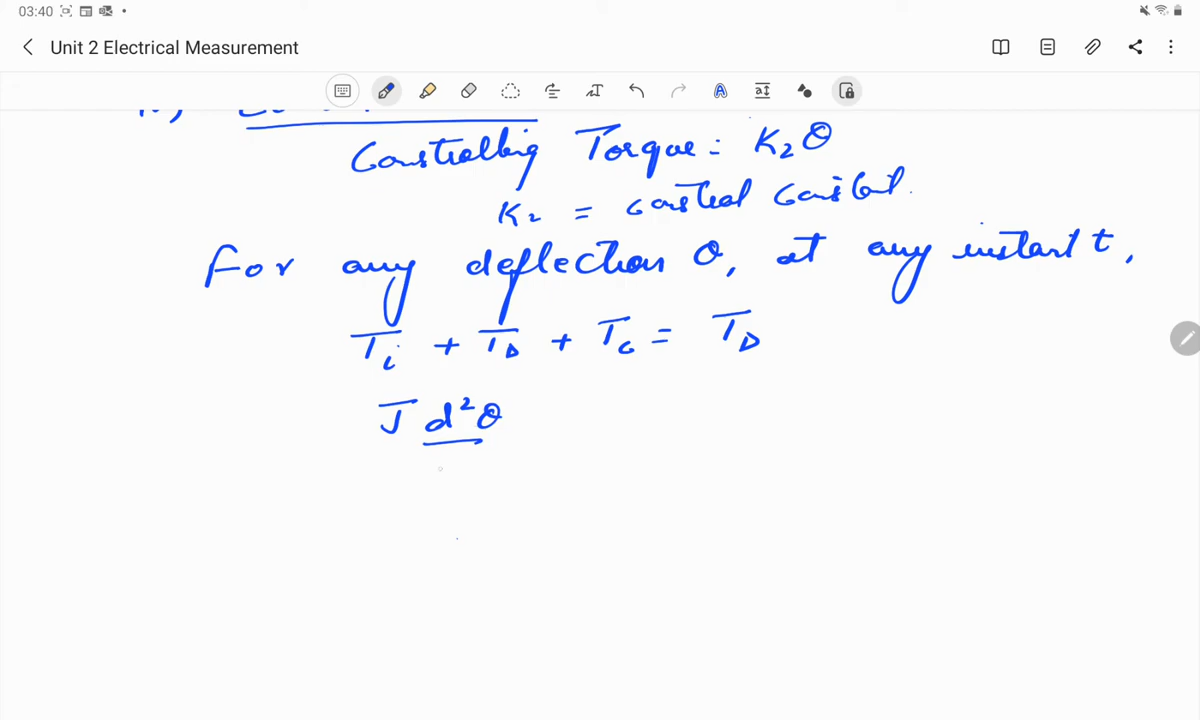 03:40
Unit 2 Electrical Measurement
Controlling Torque = K₂θ
K₂ = control constant.
For any deflection θ, at any instant t,
Tᵢ + T_D + T_C = T_D
J d²θ